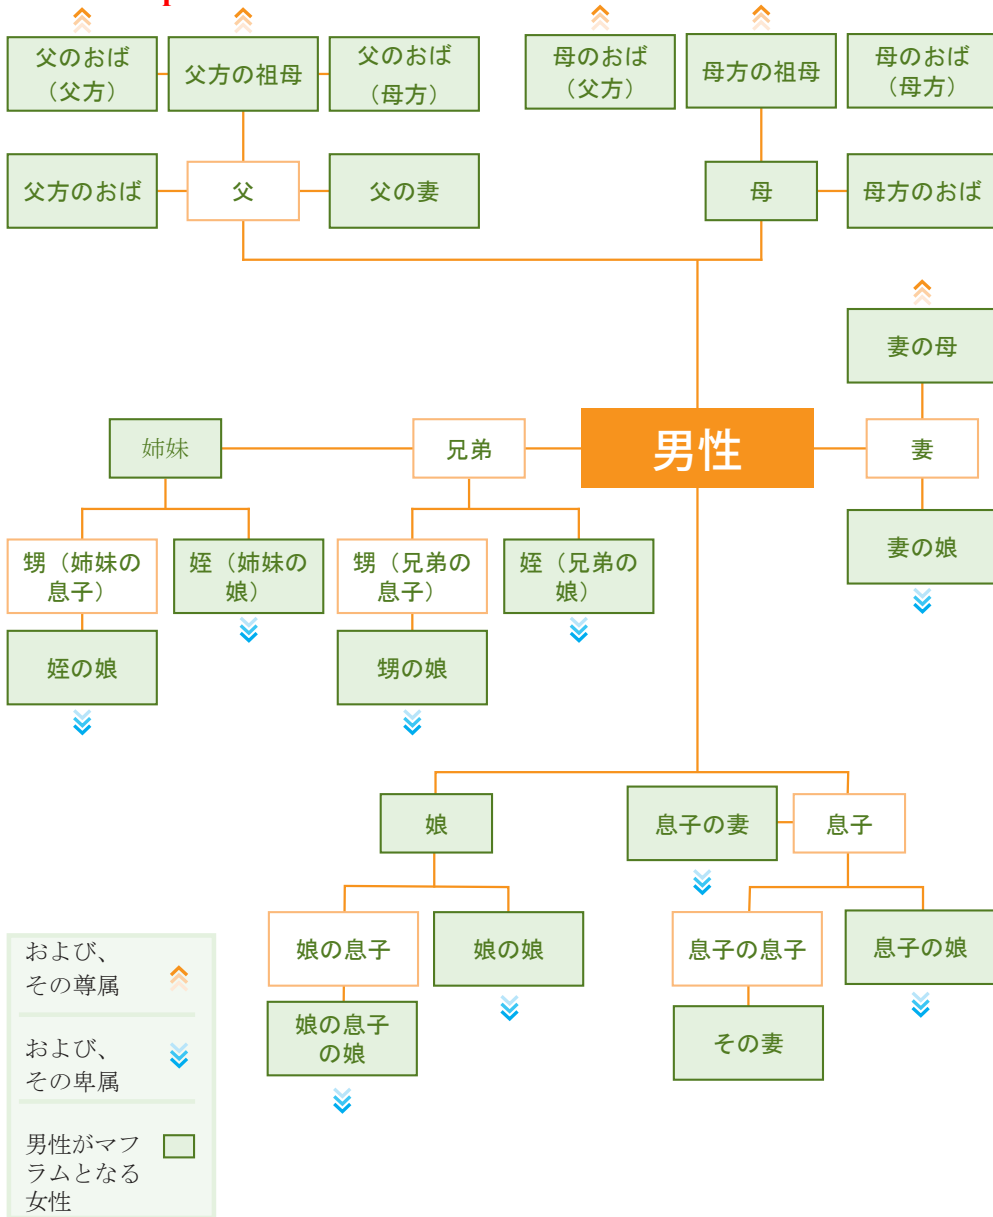 父のおば
（父方）
父方の祖母
父のおば
（母方）
母のおば
（父方）
母方の祖母
母のおば
（母方）
父方のおば
父
父の妻
母
母方のおば
妻の母
姉妹
兄弟
男性
妻
甥（姉妹の
息子）
姪（姉妹の
娘）
甥（兄弟の
息子）
姪（兄弟の
娘）
妻の娘
姪の娘
甥の娘
娘
息子の妻
息子
娘の息子
娘の娘
息子の息子
息子の娘
娘の息子
の娘
その妻
および、
その尊属
および、
その卑属
男性がマフ
ラムとなる
女性